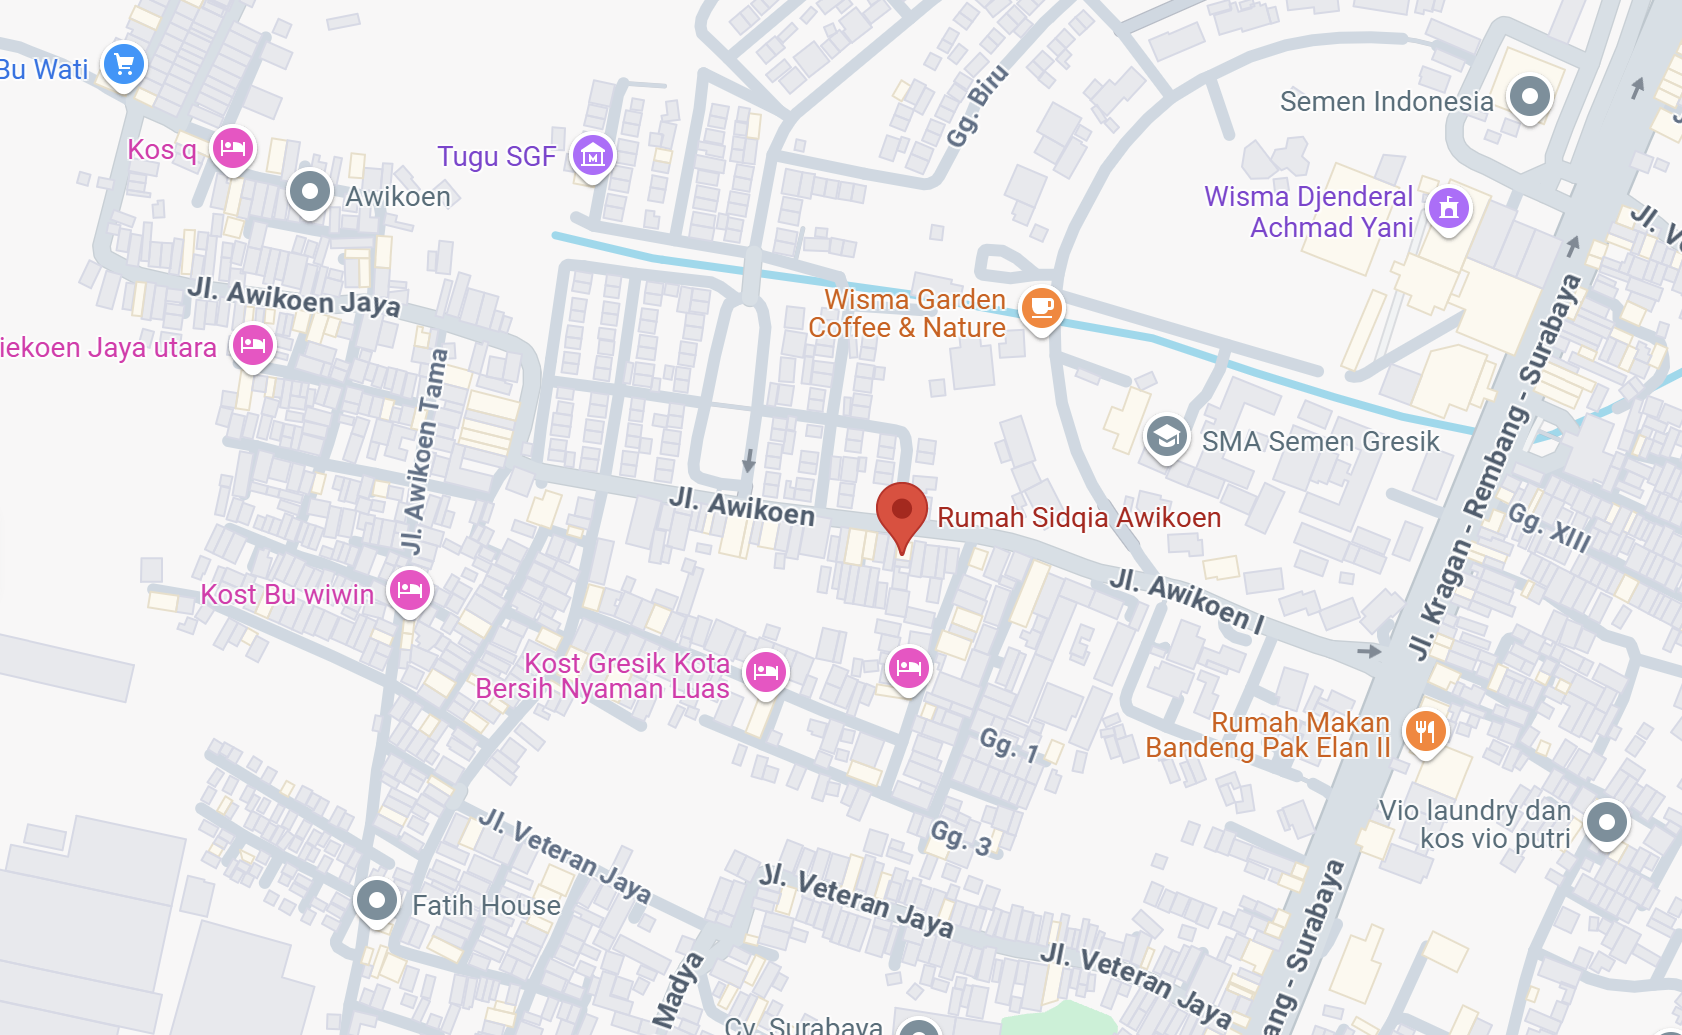 Bu Wati
Gg. Biru
Semen Indonesia
Kos q
Tugu SGF
Awikoen
Wisma Djenderal
Achmad Yani
Jl. Awikoen Jaya
Wisma Garden
Coffee & Nature
iekoen Jaya utara
Jl. Awikoen Tama
Jl. Kragan - Rembang - Surabaya
SMA Semen Gresik
Jl. Awikoen
Rumah Sidqia Awikoen
Gg. XIII
Jl. Awikoen I
Kost Bu wiwin
Kost Gresik Kota
Bersih Nyaman Luas
Gg. 1
Rumah Makan
Bandeng Pak Elan II
Vio laundry dan
kos vio putri
Jl. Veteran Jaya
Gg. 3
Jl. Veteran Jaya
Fatih House
Jl. Veteran Jaya
Madya
ang - Surabaya
Cv. Surabaya